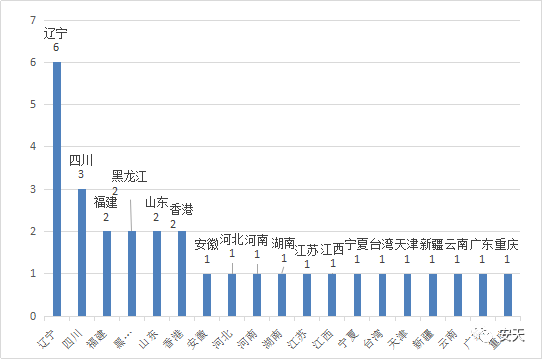 7
6
5
4
3
2
1
0
辽宁
6
四川
3
福建
2
黑龙江
2
山东
2
香港
2
安徽
1
河北
1
河南
1
湖南
1
江苏
1
江西
1
宁夏
1
台湾
1
天津
1
新疆
1
云南
1
广东
1
重庆
1
辽宁
四川
福建
黑…
山东
香港
安徽
河北
河南
湖南
江苏
江西
宁夏
台湾
天津
新疆
云南
广
重
安天